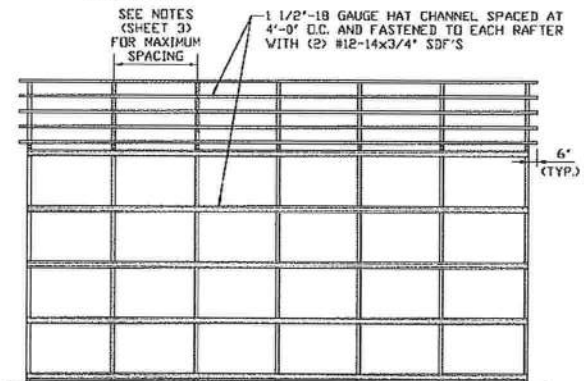 SEE NOTES
(SHEET 3)
FOR MAXIMUM
SPACING
1 1/2"-18 GAUGE HAT CHANNEL SPACED AT
4'-0" O.C. AND FASTENED TO EACH RAFTER
WITH (2) #12-14x3/4" SDF'S
6"
(TYP.)